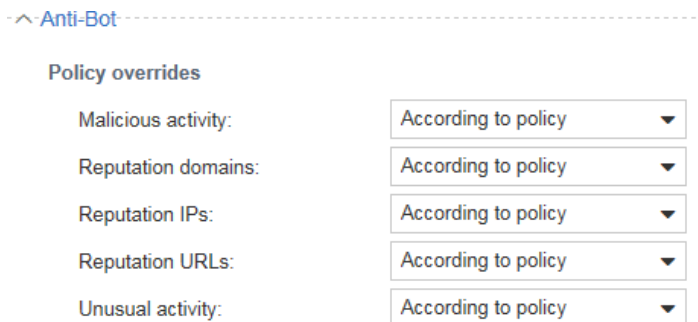 Anti-Bot
Policy overrides
Malicious activity: According to policy
Reputation domains: According to policy
Reputation IPs: According to policy
Reputation URLs: According to policy
Unusual activity: According to policy